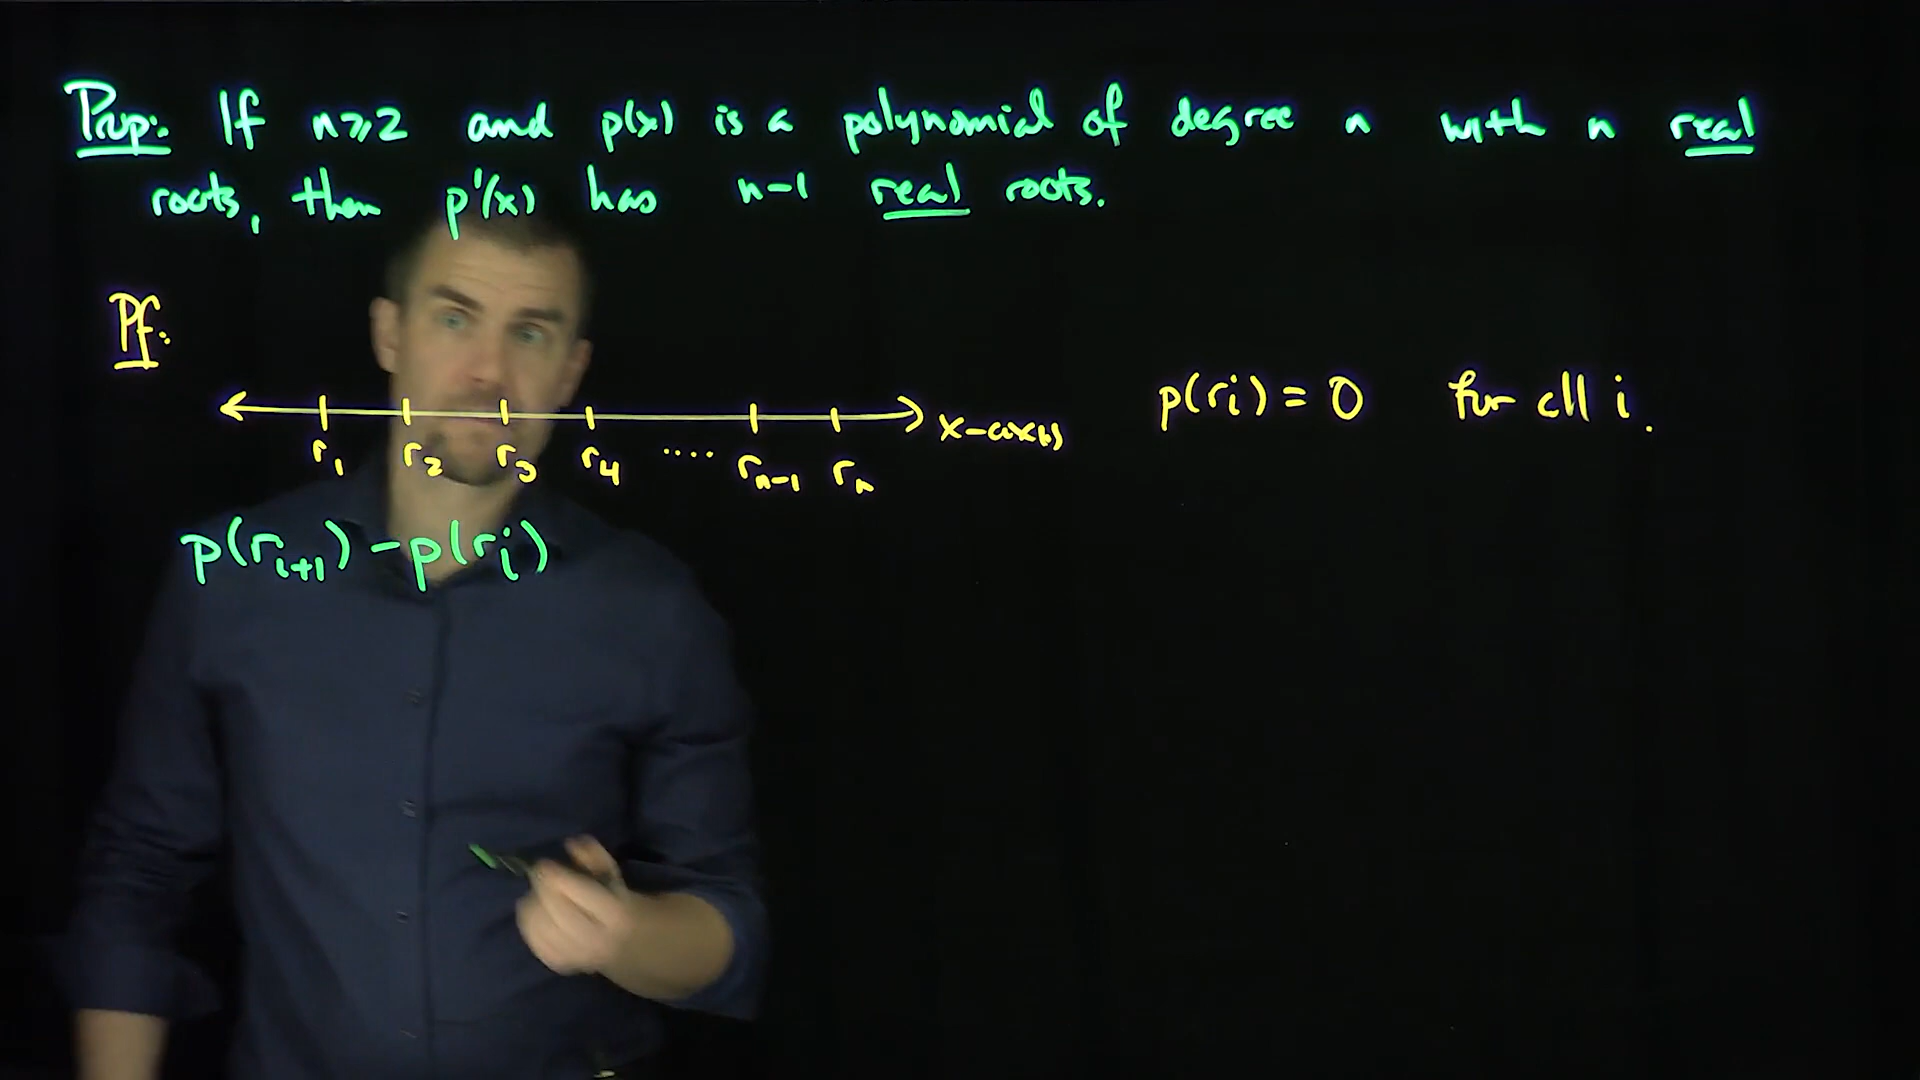 Prop: If n≥2 and p(x) is a polynomial of degree n with n real
roots, then p'(x) has n-1 real roots.
Pf:
p(rᵢ) = 0 for all i.
x-axis
r₁ r₂ r₃ r₄ .... rₙ₋₁ rₙ
p(rᵢ₊₁) - p(rᵢ)